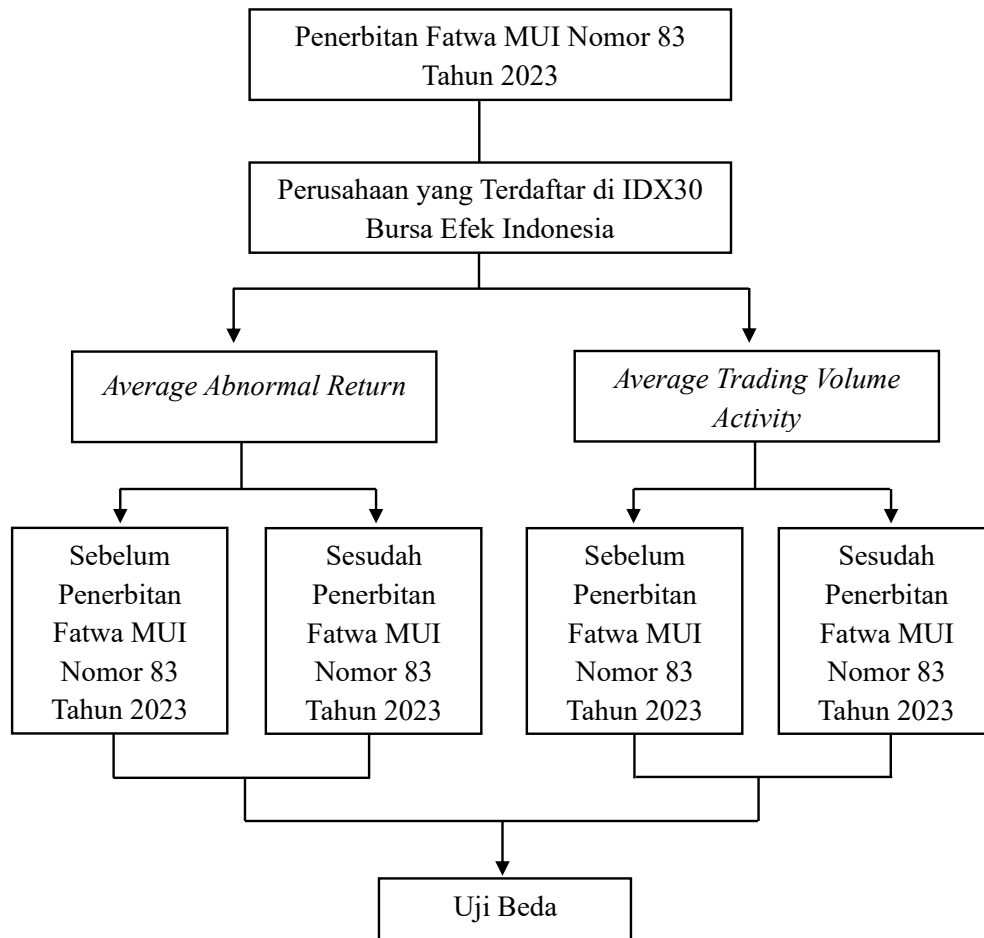 Penerbitan Fatwa MUI Nomor 83
Tahun 2023
Perusahaan yang Terdaftar di IDX30
Bursa Efek Indonesia
Average Abnormal Return
Average Trading Volume
Activity
Sebelum
Penerbitan
Fatwa MUI
Nomor 83
Tahun 2023
Sesudah
Penerbitan
Fatwa MUI
Nomor 83
Tahun 2023
Sebelum
Penerbitan
Fatwa MUI
Nomor 83
Tahun 2023
Sesudah
Penerbitan
Fatwa MUI
Nomor 83
Tahun 2023
Uji Beda